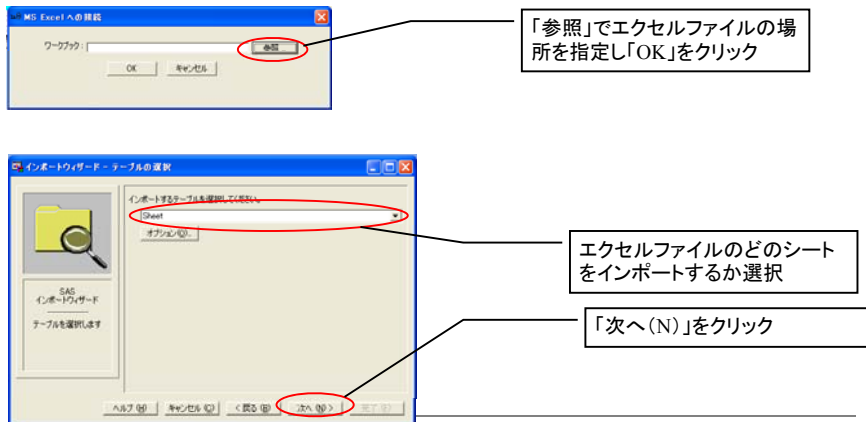 MS Excel への接続
ワークブック:
参照...
OK
キャンセル
「参照」でエクセルファイルの場
所を指定し「OK」をクリック
インポートウィザード - テーブルの選択
インポートするテーブルを選択してください。
Sheet
オプション(O)...
SAS
インポートウィザード
テーブルを選択します
エクセルファイルのどのシート
をインポートするか選択
「次へ(N)」をクリック
ヘルプ(H)
キャンセル(C)
< 戻る(B)
次へ(N) >
完了(F)